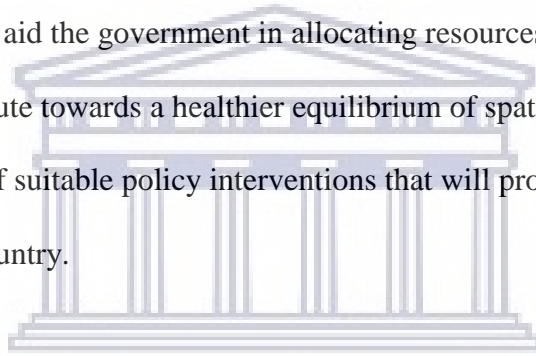 aid the government in allocating resources
ute towards a healthier equilibrium of spat
f suitable policy interventions that will pro
untry.